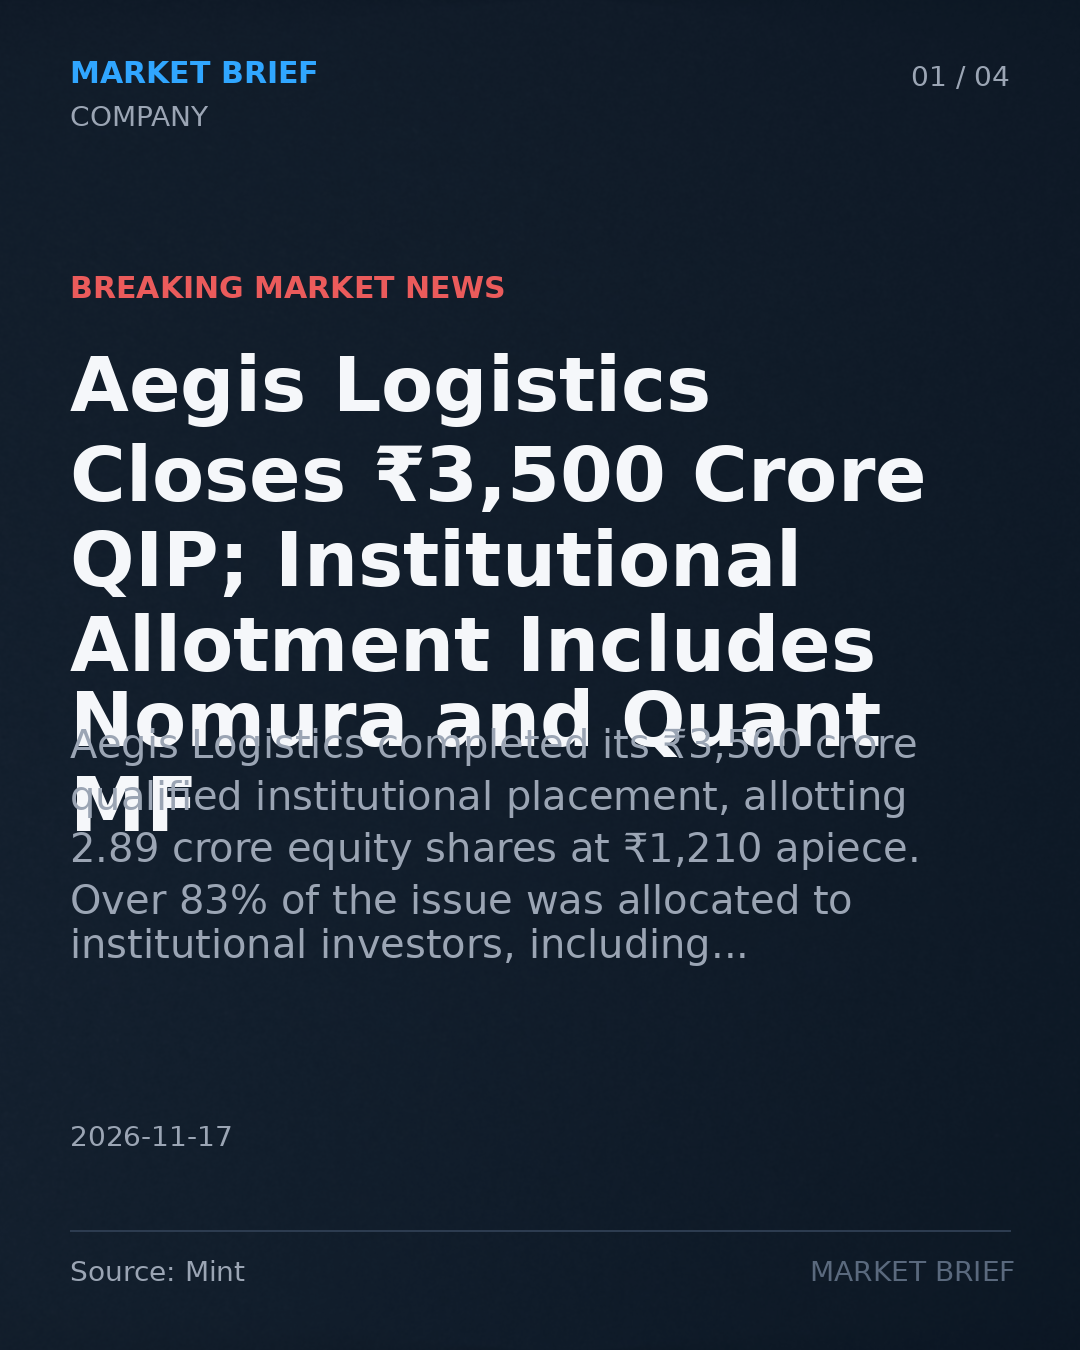 MARKET BRIEF
01 / 04
COMPANY
BREAKING MARKET NEWS
Aegis Logistics
Closes ₹3,500 Crore
QIP; Institutional
Allotment Includes
Nomura and Quant
MF
Aegis Logistics completed its ₹3,500 crore
qualified institutional placement, allotting
2.89 crore equity shares at ₹1,210 apiece.
Over 83% of the issue was allocated to
institutional investors, including...
2026-11-17
Source: Mint
MARKET BRIEF